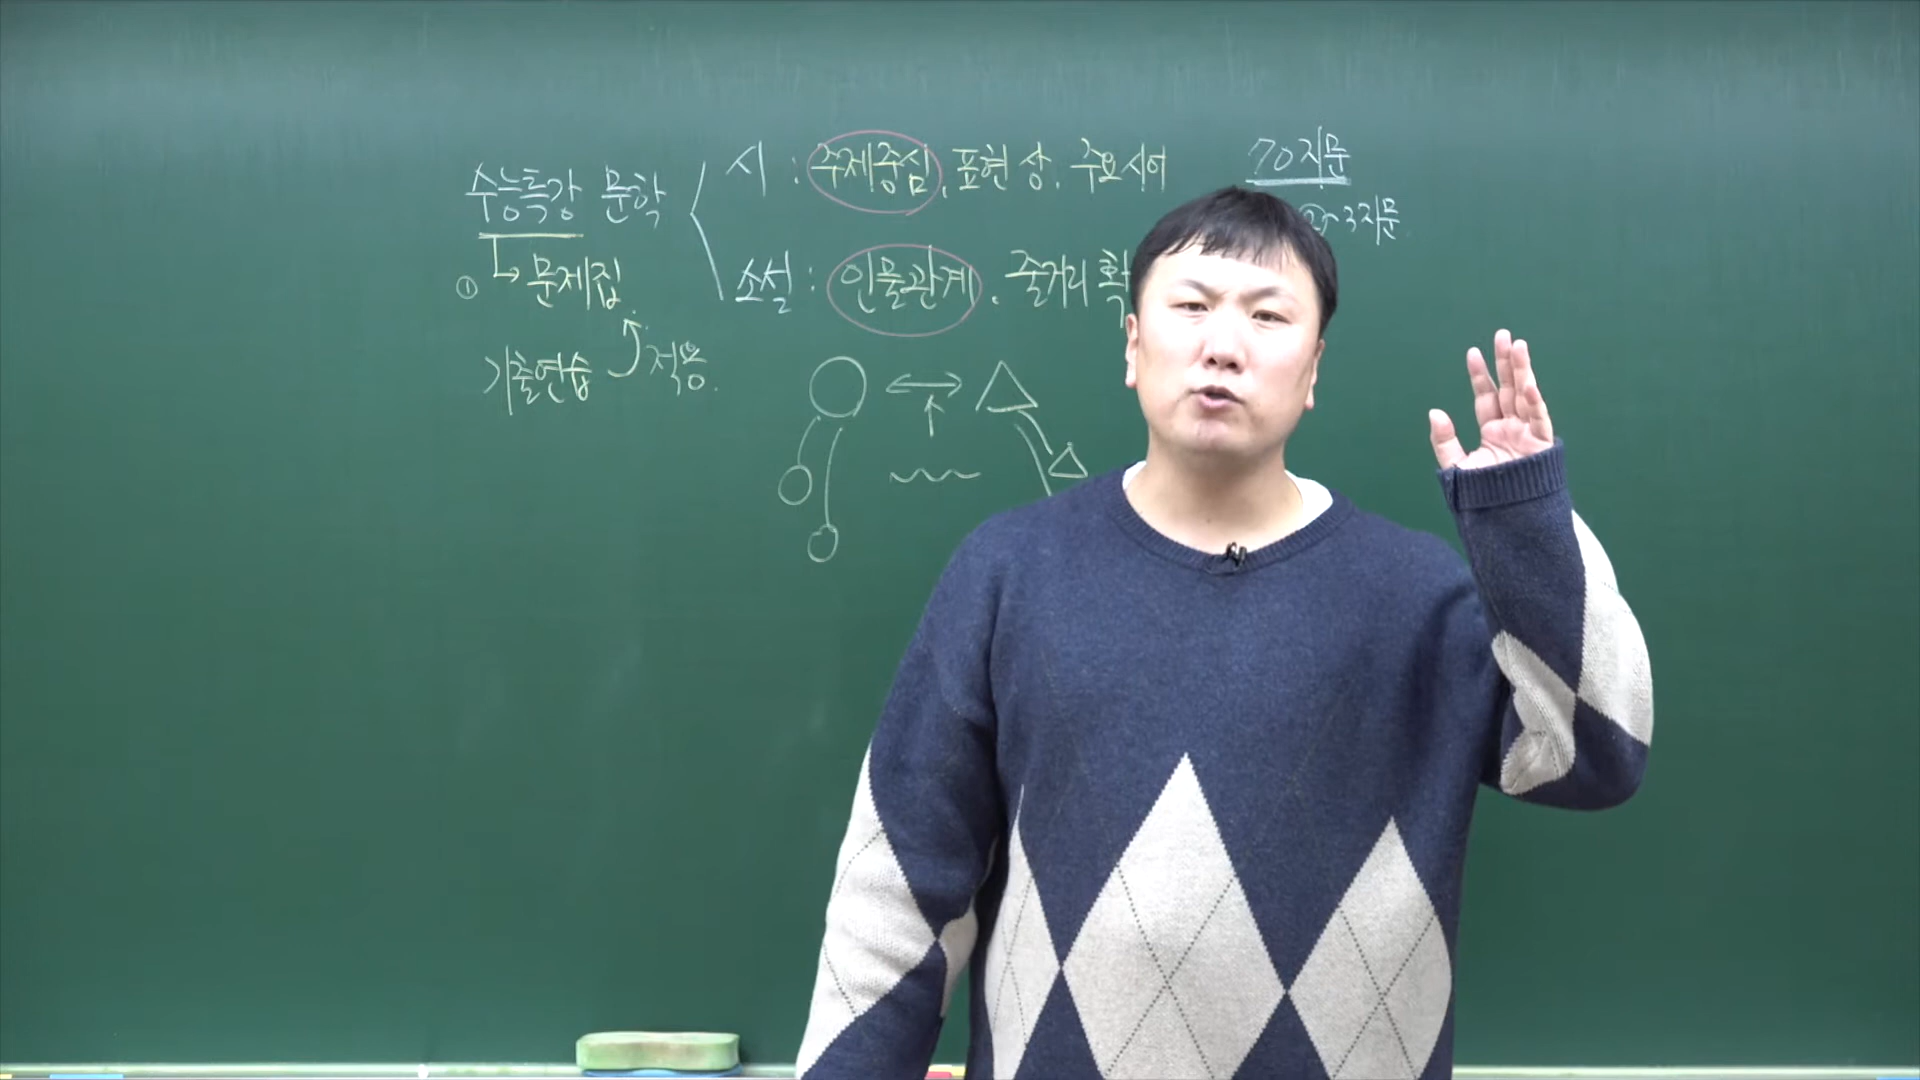 수능특강 문학
시 : 주제중심, 표현상, 주요시어
소설 : 인물관계, 줄거리
① 문제집
기출연습 적용
70지문
2~3지문